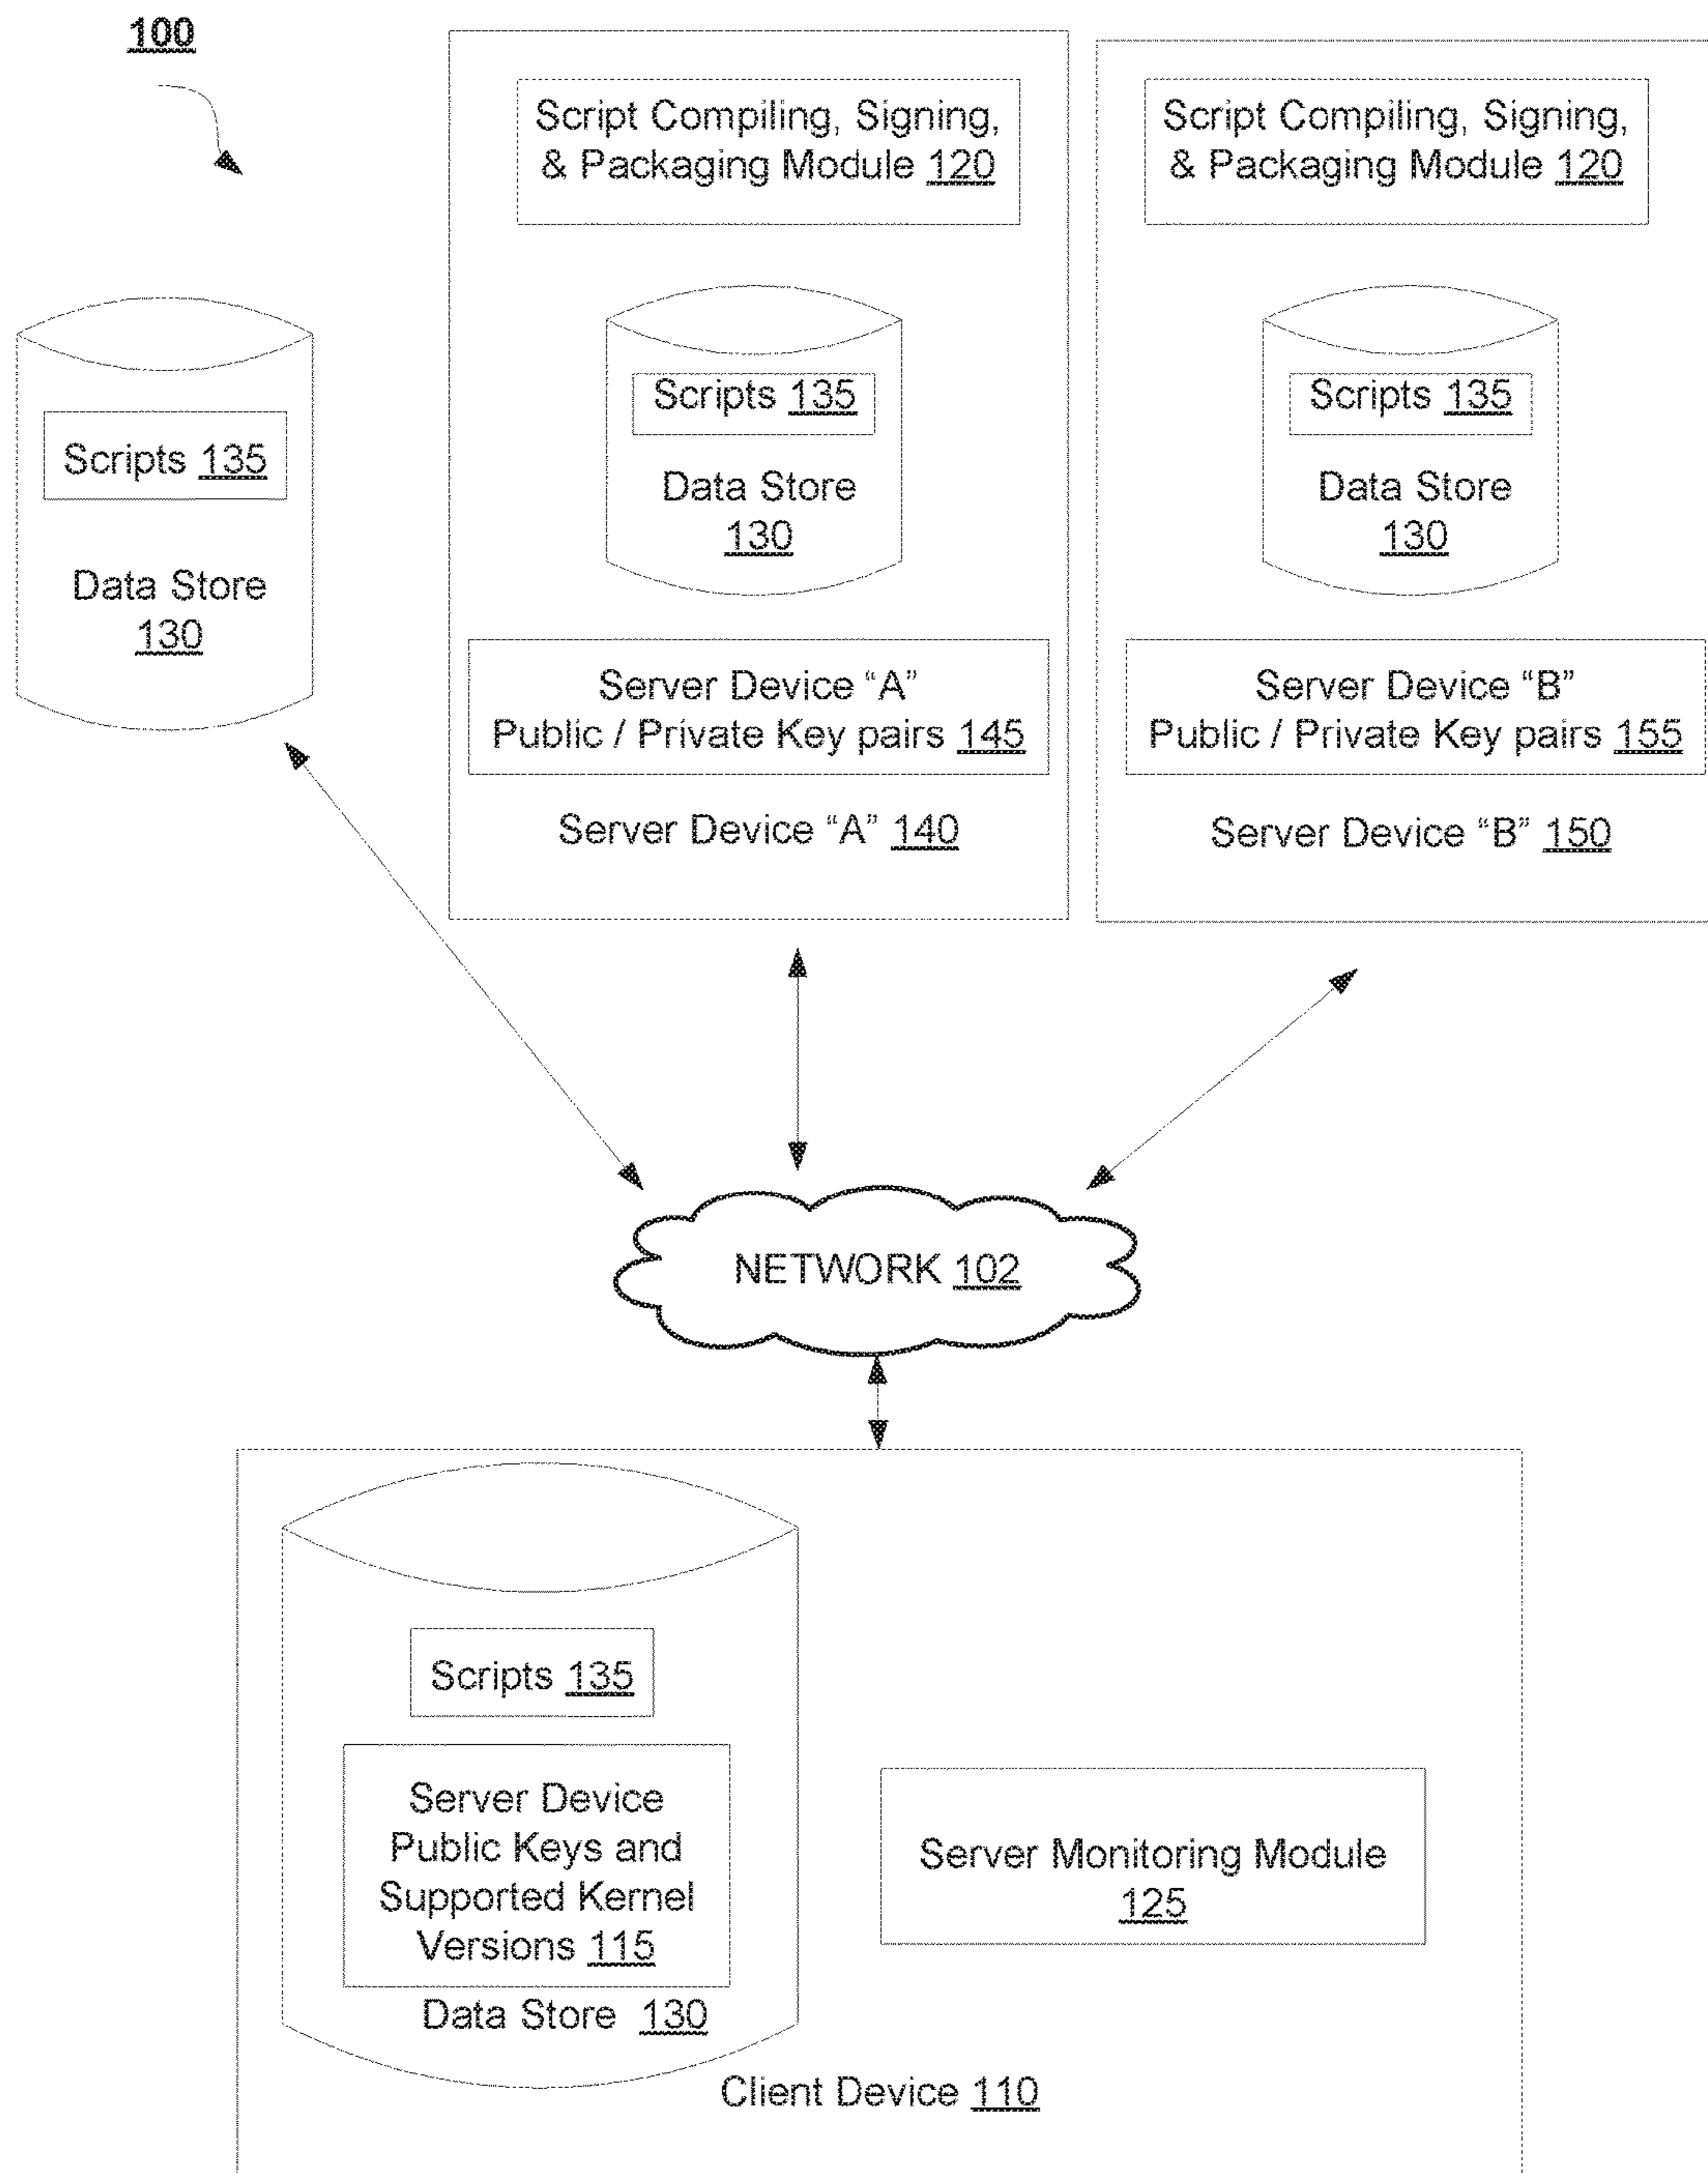 100
Script Compiling, Signing,
& Packaging Module 120
Scripts 135
Data Store
130
Server Device “A”
Public / Private Key pairs 145
Server Device “A” 140
Script Compiling, Signing,
& Packaging Module 120
Scripts 135
Data Store
130
Server Device “B”
Public / Private Key pairs 155
Server Device “B” 150
Scripts 135
Data Store
130
NETWORK 102
Scripts 135
Server Device
Public Keys and
Supported Kernel
Versions 115
Data Store 130
Server Monitoring Module
125
Client Device 110